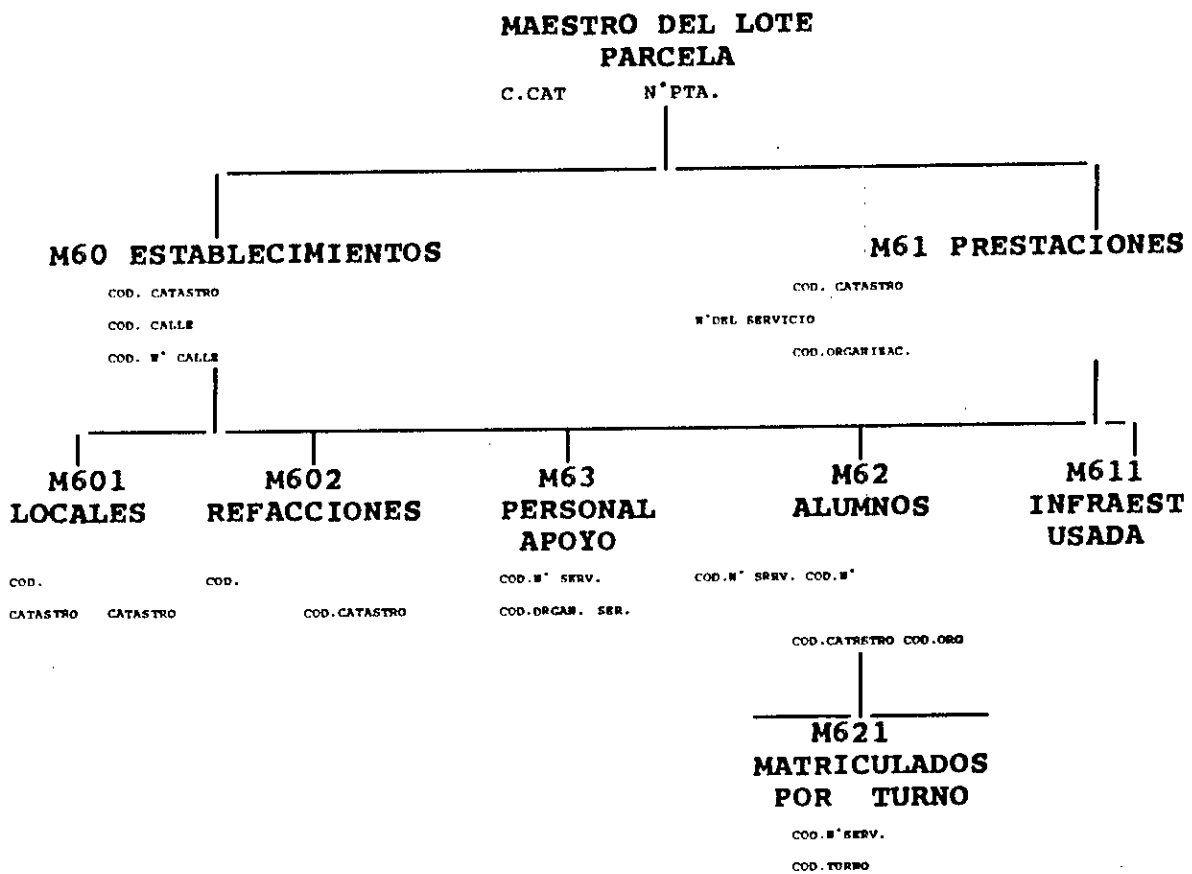 MAESTRO DEL LOTE
PARCELA
C.CAT N°PTA.
M60 ESTABLECIMIENTOS
COD. CATASTRO
COD. CALLE
COD. N° CALLE
M61 PRESTACIONES
COD. CATASTRO
N°DEL SERVICIO
COD.ORGANIZAC.
M601
LOCALES
M602
REFACCIONES
M63
PERSONAL
APOYO
M62
ALUMNOS
M611
INFRAEST
USADA
COD. COD. COD.N° SERV. COD.N° SERV. COD.N°
CATASTRO CATASTRO COD.CATASTRO COD.ORGAN. SER.
COD.CATASTRO COD.ORG
M621
MATRICULADOS
POR TURNO
COD.N°SERV.
COD.TURNO